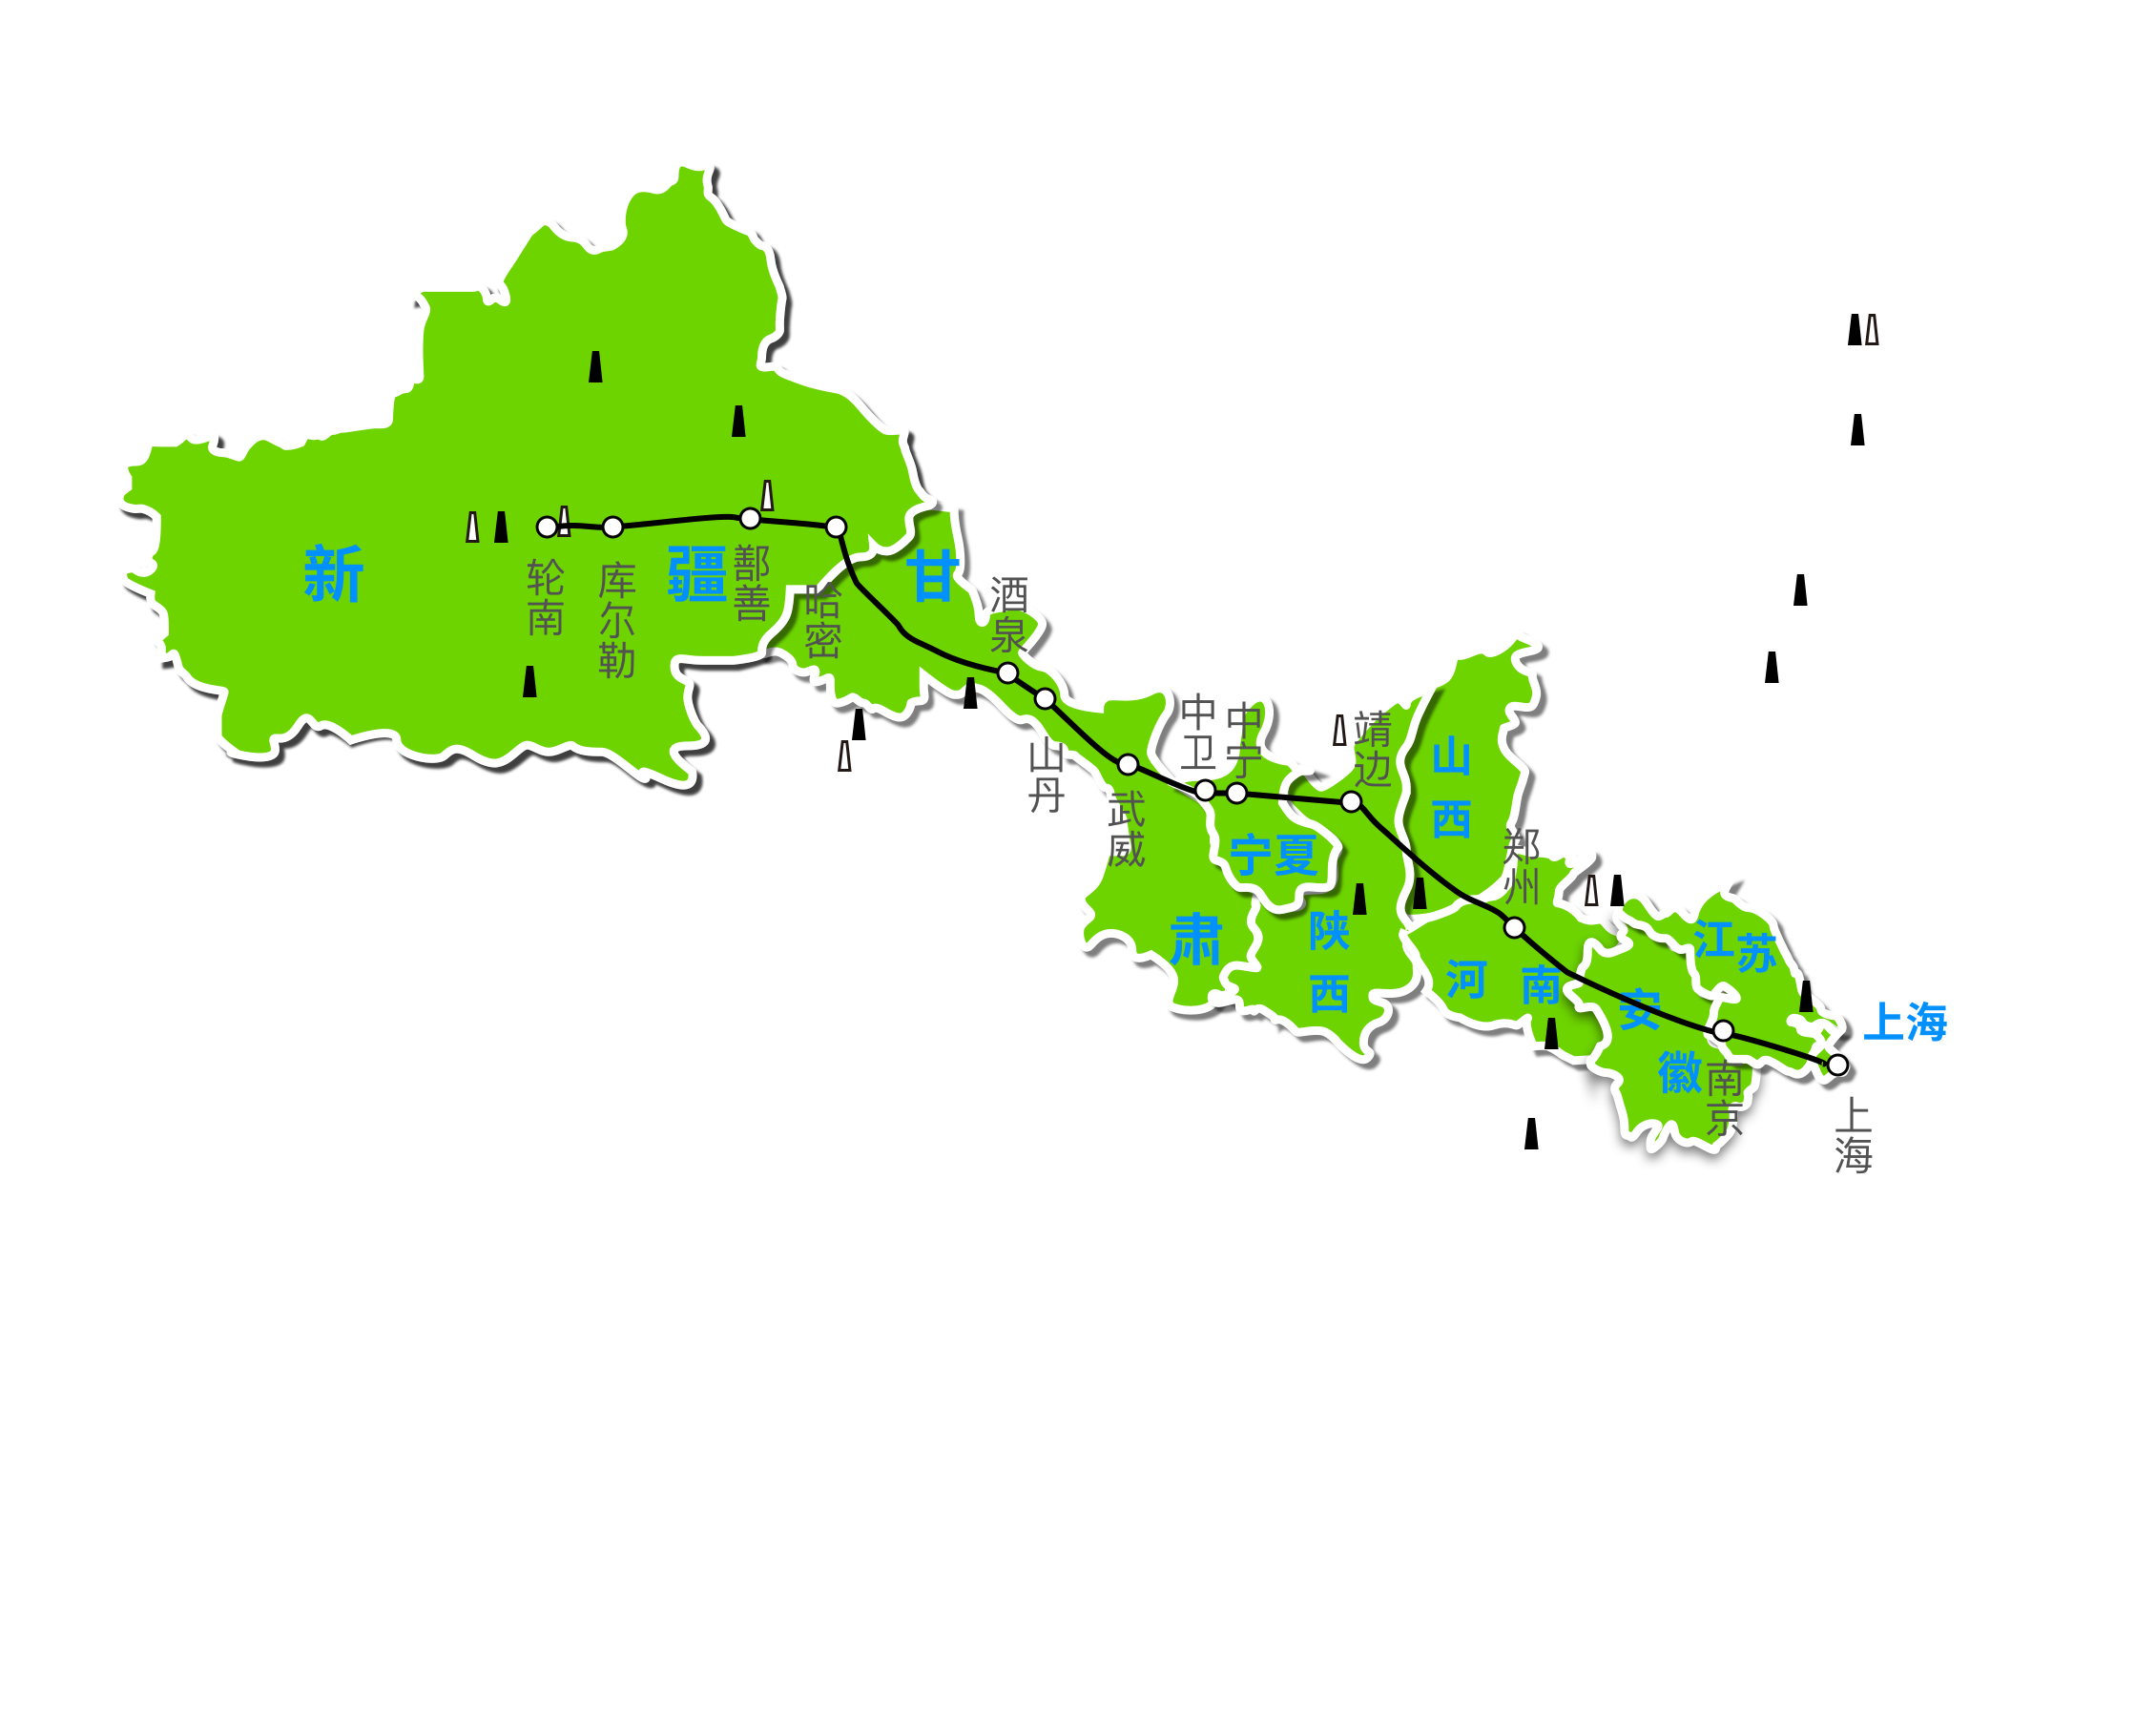 新疆
轮南
库尔勒
鄯善
哈密
甘肃
酒泉
山丹
武威
中卫
中宁
宁夏
靖边
陕西
山西
郑州
河南
安徽
江苏
南京
上海
上海